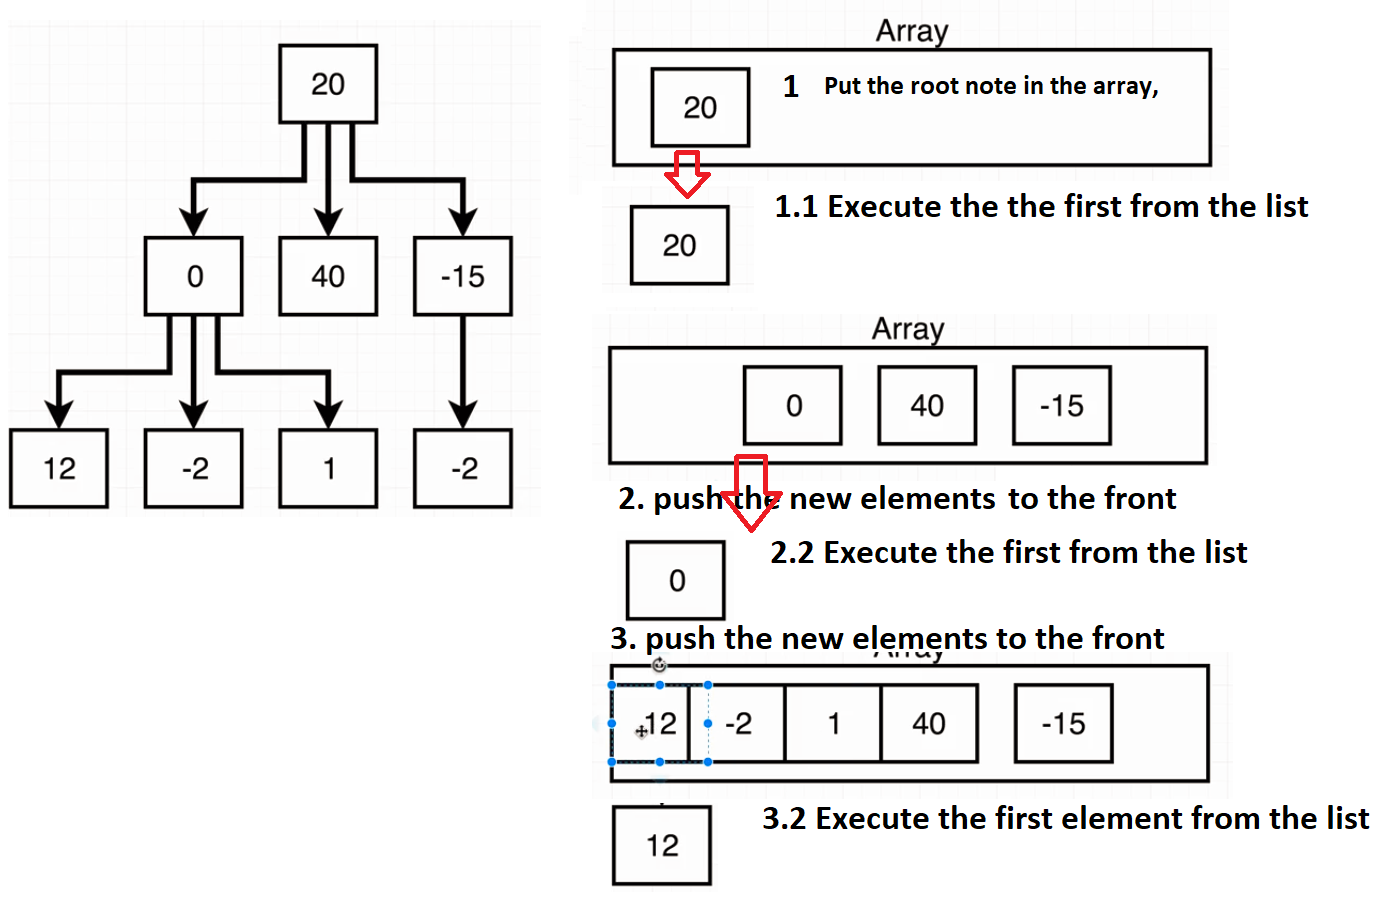 20
0
40
-15
12
-2
1
-2
Array
20
1 Put the root note in the array,
1.1 Execute the the first from the list
20
Array
0
40
-15
2. push the new elements to the front
2.2 Execute the first from the list
0
3. push the new elements to the front
Array
12
-2
1
40
-15
3.2 Execute the first element from the list
12